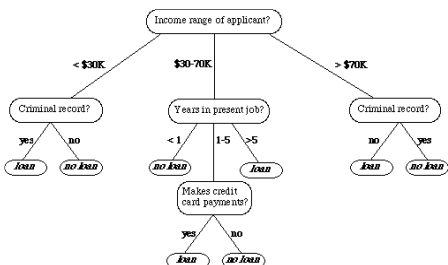 Income range of applicant?
< $30K
$30-70K
> $70K
Criminal record?
Years in present job?
Criminal record?
yes
no
< 1
1-5
>5
no
yes
loan
no loan
no loan
loan
loan
no loan
Makes credit
card payments?
yes
no
loan
no loan